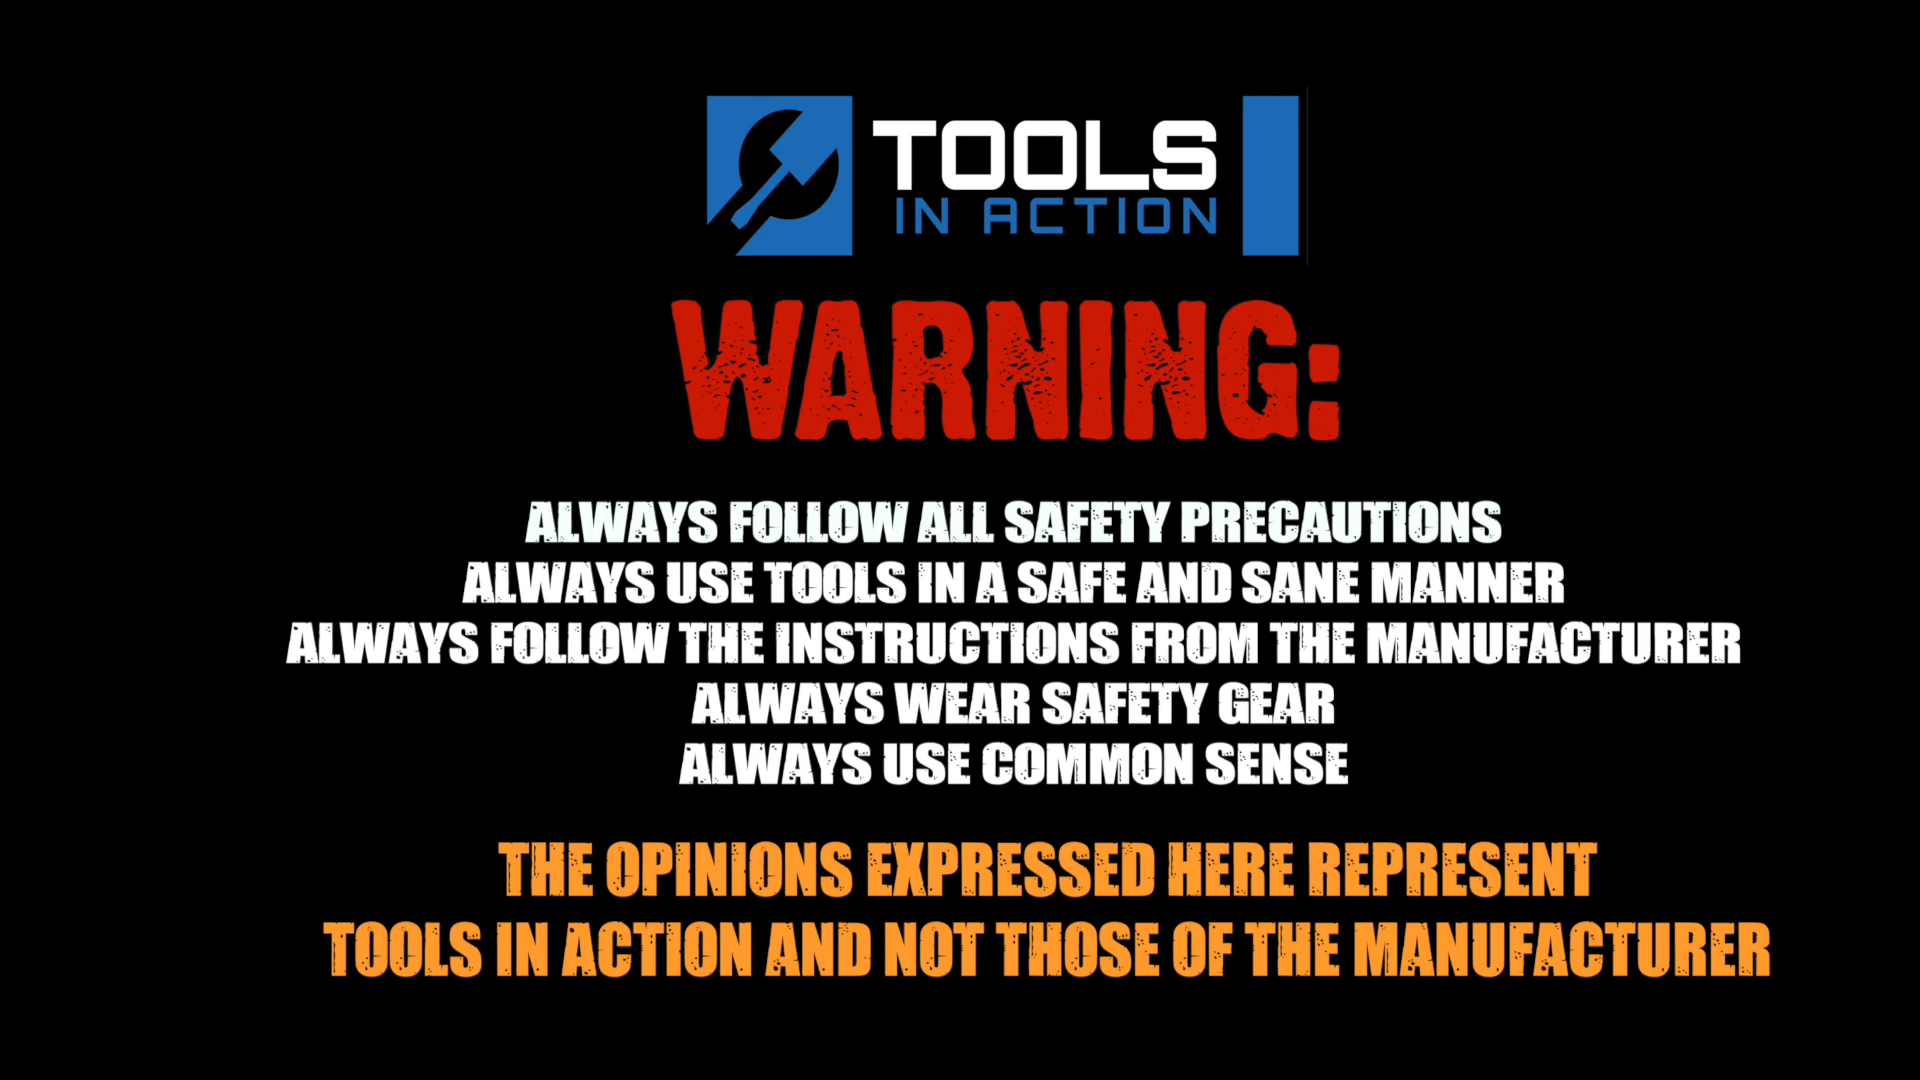 TOOLS
IN ACTION
WARNING:
ALWAYS FOLLOW ALL SAFETY PRECAUTIONS
ALWAYS USE TOOLS IN A SAFE AND SANE MANNER
ALWAYS FOLLOW THE INSTRUCTIONS FROM THE MANUFACTURER
ALWAYS WEAR SAFETY GEAR
ALWAYS USE COMMON SENSE
THE OPINIONS EXPRESSED HERE REPRESENT
TOOLS IN ACTION AND NOT THOSE OF THE MANUFACTURER